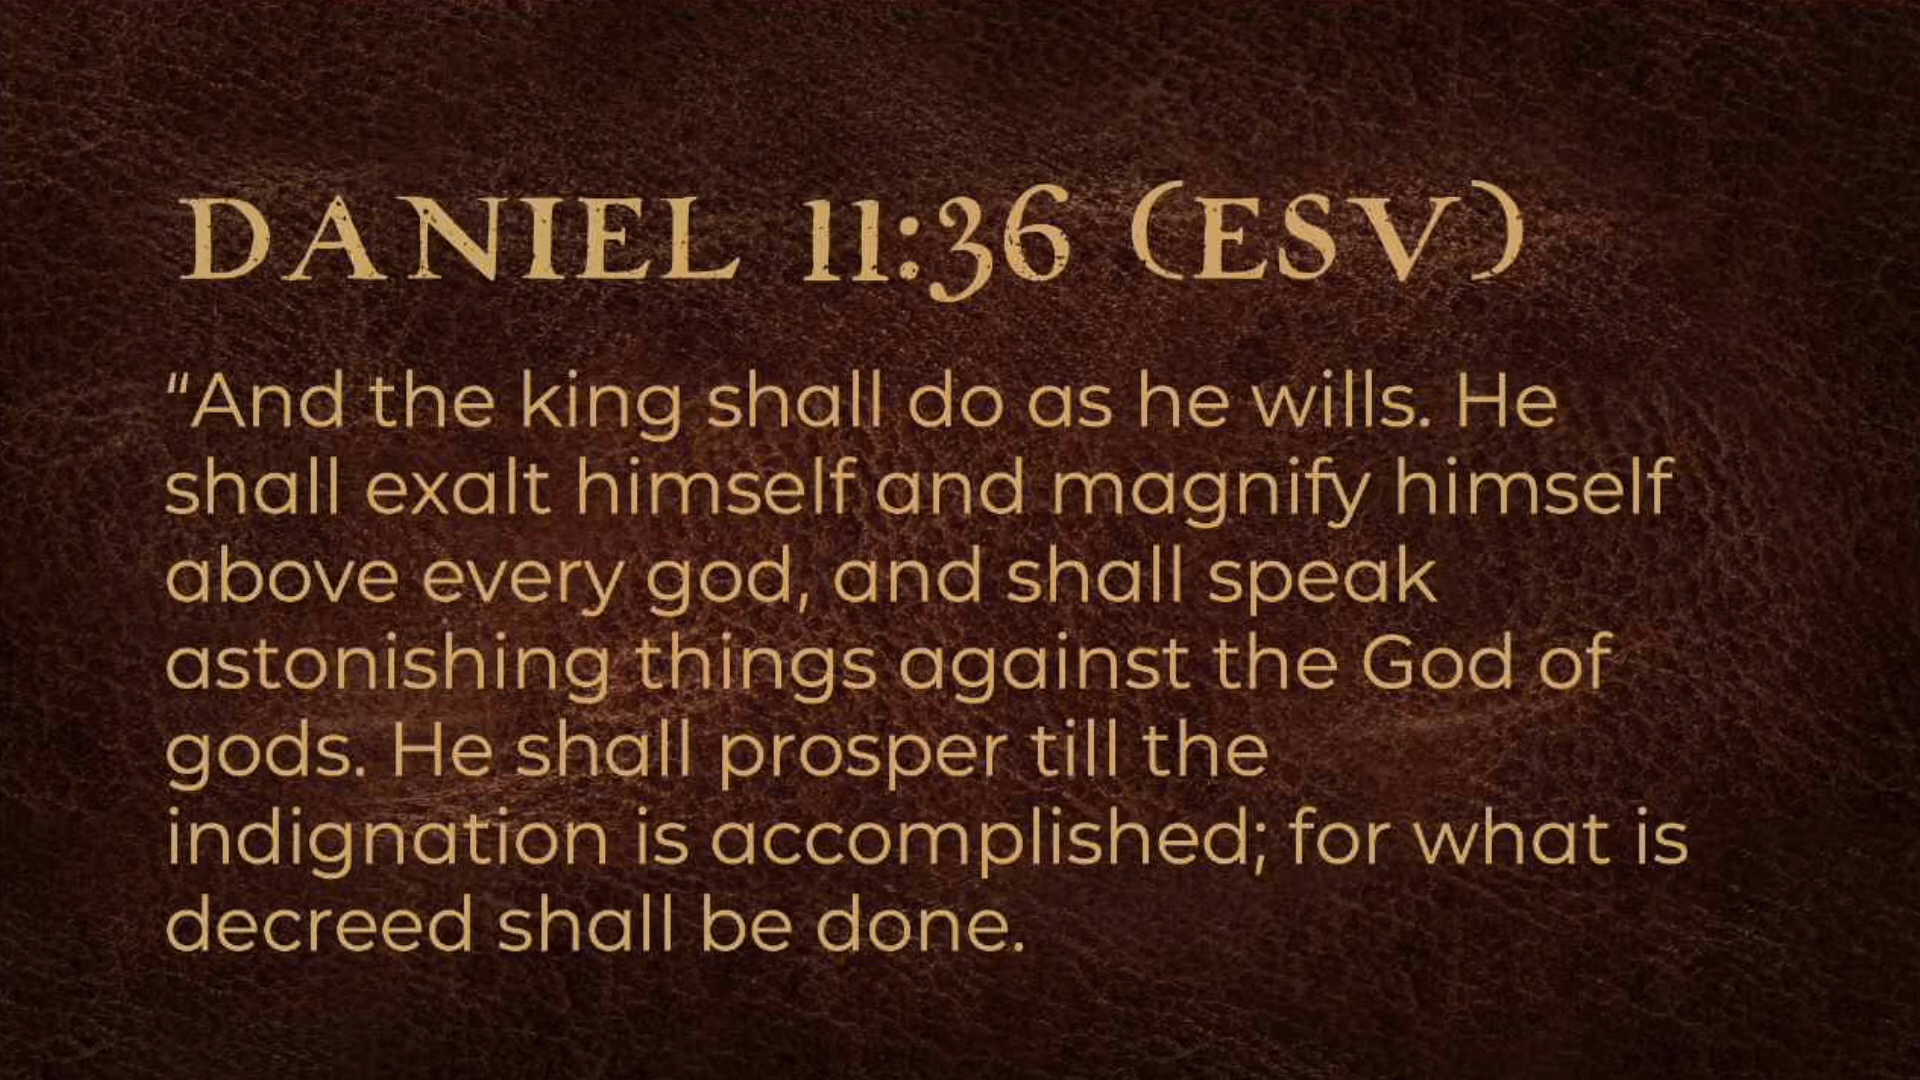 DANIEL 11:36 (ESV)
“And the king shall do as he wills. He
shall exalt himself and magnify himself
above every god, and shall speak
astonishing things against the God of
gods. He shall prosper till the
indignation is accomplished; for what is
decreed shall be done.